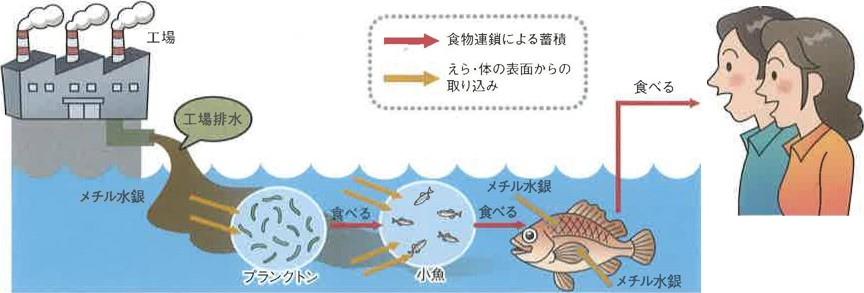 工場
食物連鎖による蓄積
えら・体の表面からの
取り込み
食べる
工場排水
メチル水銀
メチル水銀
食べる
食べる
プランクトン
小魚
メチル水銀